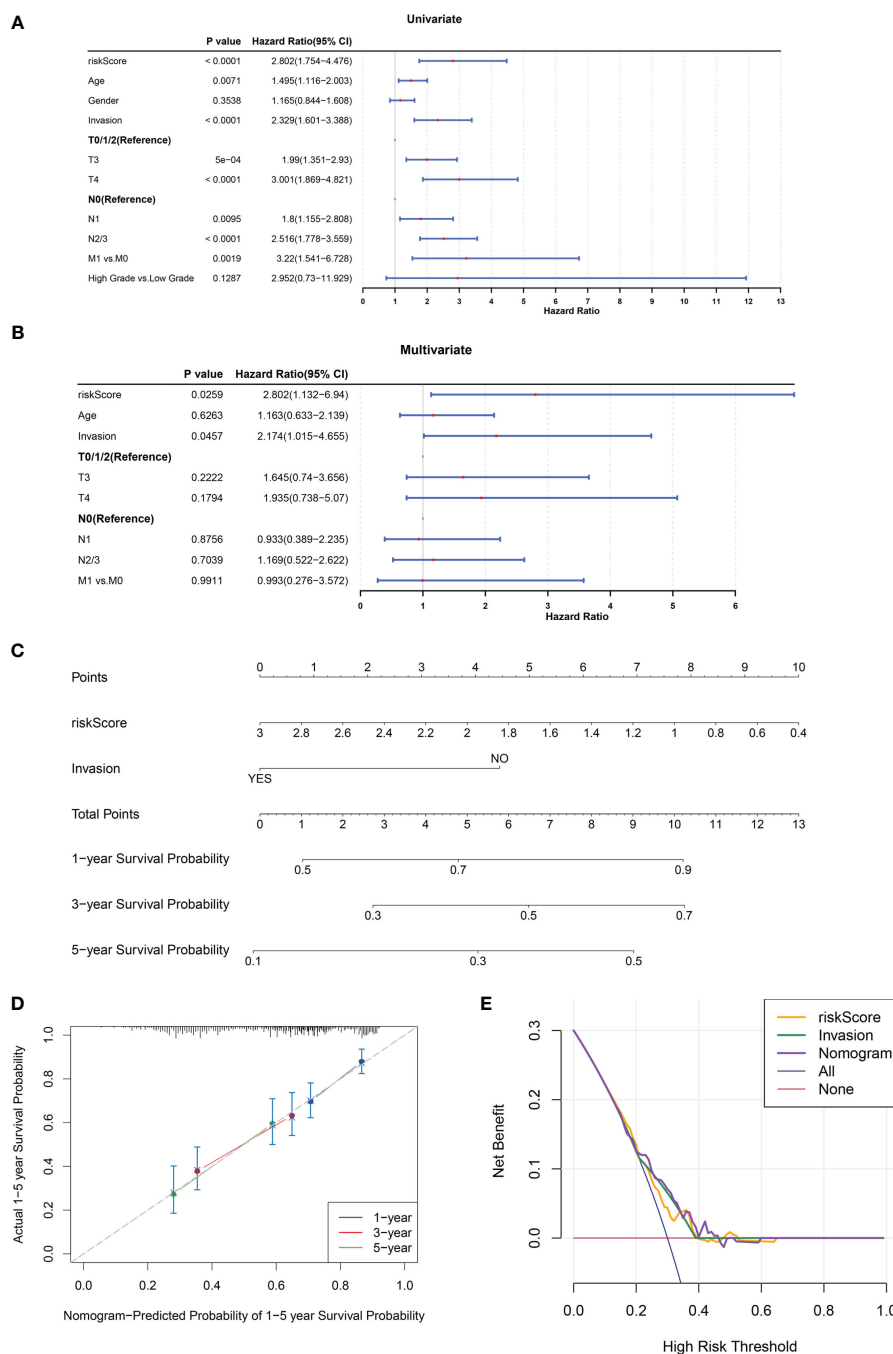 A
Univariate
P value Hazard Ratio(95% CI)
riskScore < 0.0001 2.802(1.754−4.476)
Age 0.0071 1.495(1.116−2.003)
Gender 0.3538 1.165(0.844−1.608)
Invasion < 0.0001 2.329(1.601−3.388)
T0/1/2(Reference)
T3 5e−04 1.99(1.351−2.93)
T4 < 0.0001 3.001(1.869−4.821)
N0(Reference)
N1 0.0095 1.8(1.155−2.808)
N2/3 < 0.0001 2.516(1.778−3.559)
M1 vs.M0 0.0019 3.22(1.541−6.728)
High Grade vs.Low Grade 0.1287 2.952(0.73−11.929)
0 1 2 3 4 5 6 7 8 9 10 11 12 13
Hazard Ratio
B
Multivariate
P value Hazard Ratio(95% CI)
riskScore 0.0259 2.802(1.132−6.94)
Age 0.6263 1.163(0.633−2.139)
Invasion 0.0457 2.174(1.015−4.655)
T0/1/2(Reference)
T3 0.2222 1.645(0.74−3.656)
T4 0.1794 1.935(0.738−5.07)
N0(Reference)
N1 0.8756 0.933(0.389−2.235)
N2/3 0.7039 1.169(0.522−2.622)
M1 vs.M0 0.9911 0.993(0.276−3.572)
0 1 2 3 4 5 6
Hazard Ratio
C
0 1 2 3 4 5 6 7 8 9 10
Points
riskScore
3 2.8 2.6 2.4 2.2 2 1.8 1.6 1.4 1.2 1 0.8 0.6 0.4
NO
Invasion
YES
Total Points
0 1 2 3 4 5 6 7 8 9 10 11 12 13
1−year Survival Probability
0.5 0.7 0.9
3−year Survival Probability
0.3 0.5 0.7
5−year Survival Probability
0.1 0.3 0.5
D
Actual 1−5 year Survival Probability
1.0
0.8
0.6
0.4
0.2
0.0
1−year
3−year
5−year
0.0 0.2 0.4 0.6 0.8 1.0
Nomogram−Predicted Probability of 1−5 year Survival Probability
E
riskScore
Invasion
Nomogram
All
None
Net Benefit
0.3
0.2
0.1
0.0
0.0 0.2 0.4 0.6 0.8 1.0
High Risk Threshold